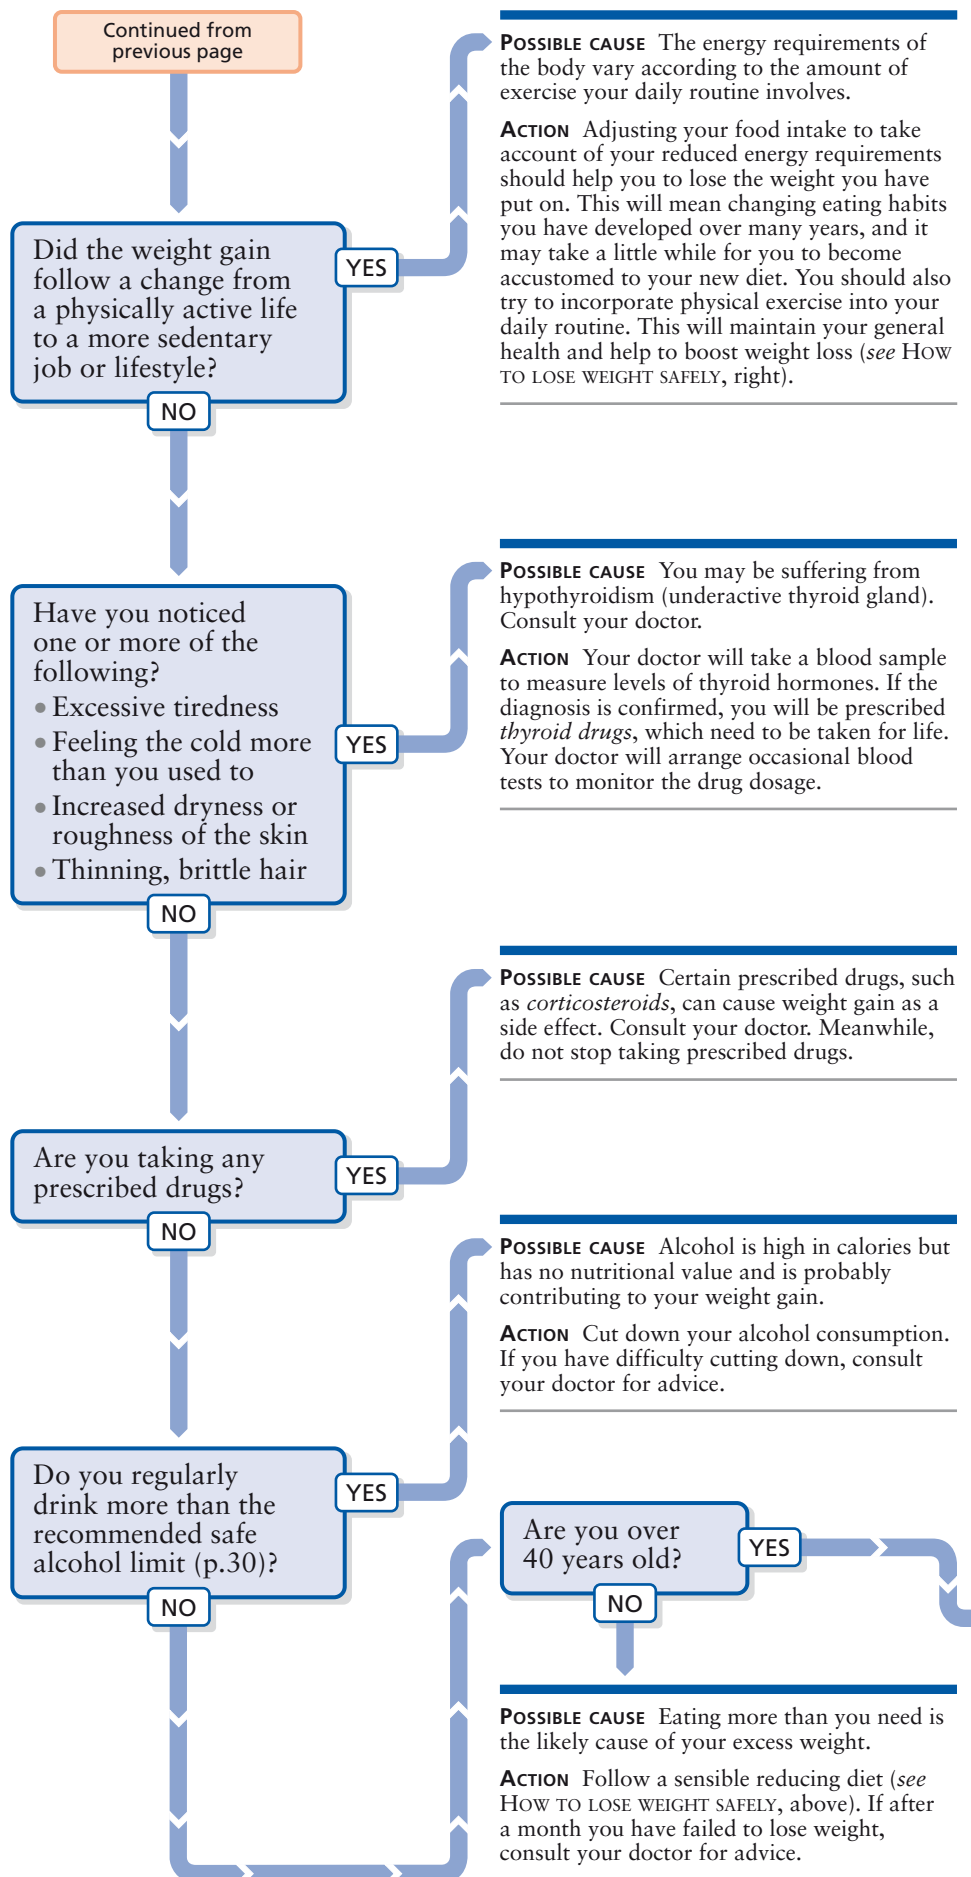 Continued from
previous page
Did the weight gain
follow a change from
a physically active life
to a more sedentary
job or lifestyle?
YES
NO
POSSIBLE CAUSE The energy requirements of
the body vary according to the amount of
exercise your daily routine involves.
ACTION Adjusting your food intake to take
account of your reduced energy requirements
should help you to lose the weight you have
put on. This will mean changing eating habits
you have developed over many years, and it
may take a little while for you to become
accustomed to your new diet. You should also
try to incorporate physical exercise into your
daily routine. This will maintain your general
health and help to boost weight loss (see HOW
TO LOSE WEIGHT SAFELY, right).
Have you noticed
one or more of the
following?
• Excessive tiredness
• Feeling the cold more
than you used to
• Increased dryness or
roughness of the skin
• Thinning, brittle hair
YES
NO
POSSIBLE CAUSE You may be suffering from
hypothyroidism (underactive thyroid gland).
Consult your doctor.
ACTION Your doctor will take a blood sample
to measure levels of thyroid hormones. If the
diagnosis is confirmed, you will be prescribed
thyroid drugs, which need to be taken for life.
Your doctor will arrange occasional blood
tests to monitor the drug dosage.
Are you taking any
prescribed drugs?
YES
NO
POSSIBLE CAUSE Certain prescribed drugs, such
as corticosteroids, can cause weight gain as a
side effect. Consult your doctor. Meanwhile,
do not stop taking prescribed drugs.
Do you regularly
drink more than the
recommended safe
alcohol limit (p.30)?
YES
NO
POSSIBLE CAUSE Alcohol is high in calories but
has no nutritional value and is probably
contributing to your weight gain.
ACTION Cut down your alcohol consumption.
If you have difficulty cutting down, consult
your doctor for advice.
Are you over
40 years old?
YES
NO
POSSIBLE CAUSE Eating more than you need is
the likely cause of your excess weight.
ACTION Follow a sensible reducing diet (see
HOW TO LOSE WEIGHT SAFELY, above). If after
a month you have failed to lose weight,
consult your doctor for advice.